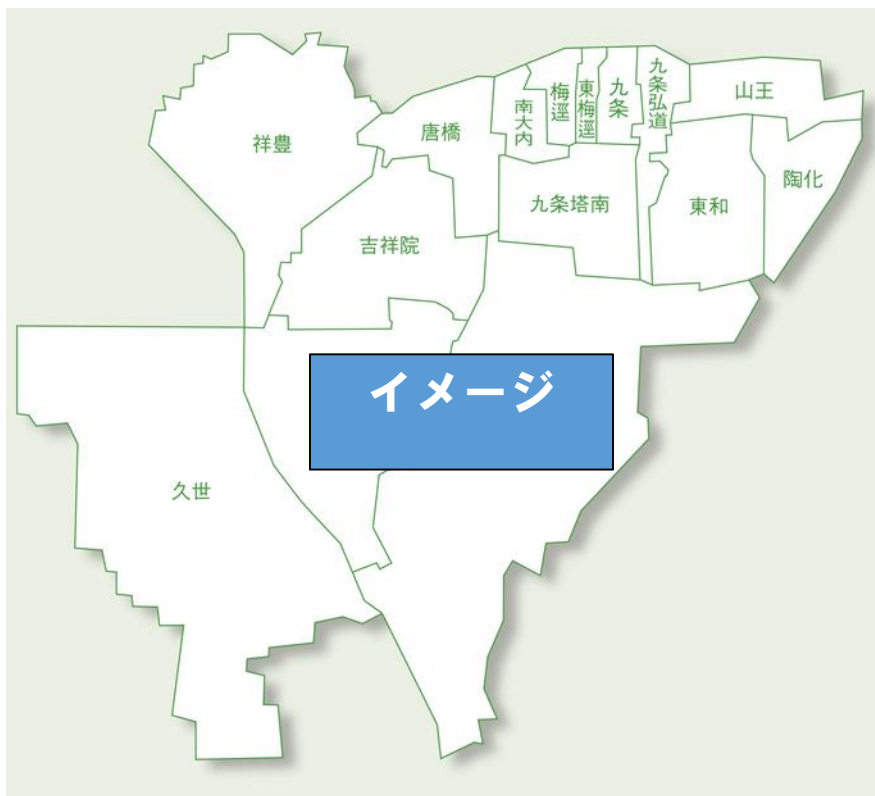 祥豊
唐橋
南大内
梅逕
東梅逕
九条
九条弘道
山王
陶化
東和
九条塔南
吉祥院
イメージ
久世